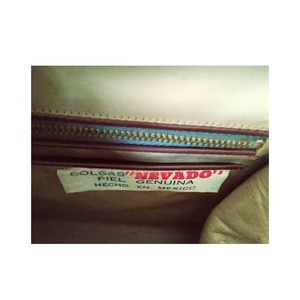 BOLSAS "NEVADO"
PIEL GENUINA
HECHO EN MEXICO